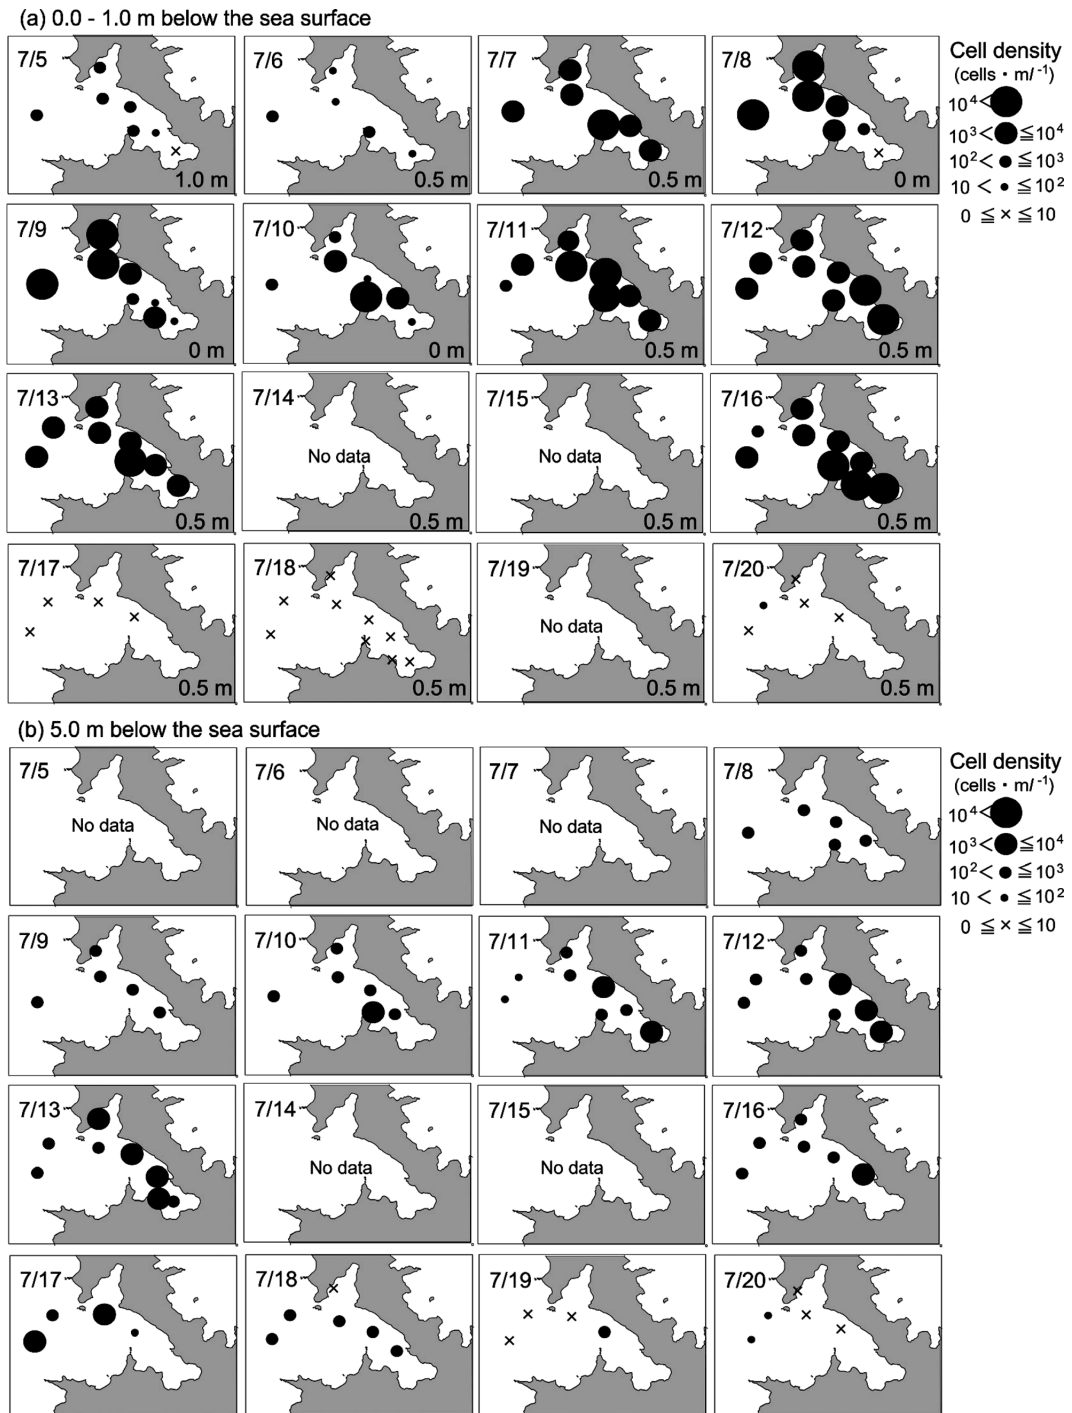 (a) 0.0 - 1.0 m below the sea surface
7/5
1.0 m
7/6
0.5 m
7/7
0.5 m
7/8
0 m
Cell density
(cells・ml⁻¹)
10⁴<
10³< ≦10⁴
10²< ≦10³
10 < ≦10²
0 ≦ × ≦ 10
7/9
0 m
7/10
0 m
7/11
0.5 m
7/12
0.5 m
7/13
0.5 m
7/14
No data
7/15
No data
7/16
0.5 m
7/17
0.5 m
7/18
0.5 m
7/19
No data
0.5 m
7/20
0.5 m
(b) 5.0 m below the sea surface
7/5
No data
7/6
No data
7/7
No data
7/8
Cell density
(cells・ml⁻¹)
10⁴<
10³< ≦10⁴
10²< ≦10³
10 < ≦10²
0 ≦ × ≦ 10
7/9
7/10
7/11
7/12
7/13
7/14
No data
7/15
No data
7/16
7/17
7/18
7/19
7/20